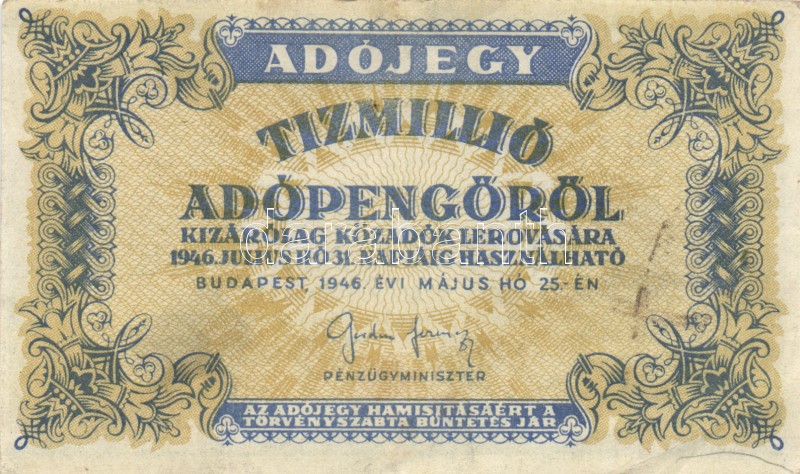 ADÓJEGY
TIZMILLIÓ
ADÓPENGŐRŐL
KIZÁRÓLAG KÖZADÓK LEROVÁSÁRA
1946. HÓ 31. NAPJÁIG HASZNÁLHATÓ
BUDAPEST, 1946. ÉVI MÁJUS HÓ 25.-ÉN
PÉNZÜGYMINISZTER
AZ ADÓJEGY HAMISITÁSÁÉRT A
TÖRVÉNYSZABTA BÜNTETÉS JÁR